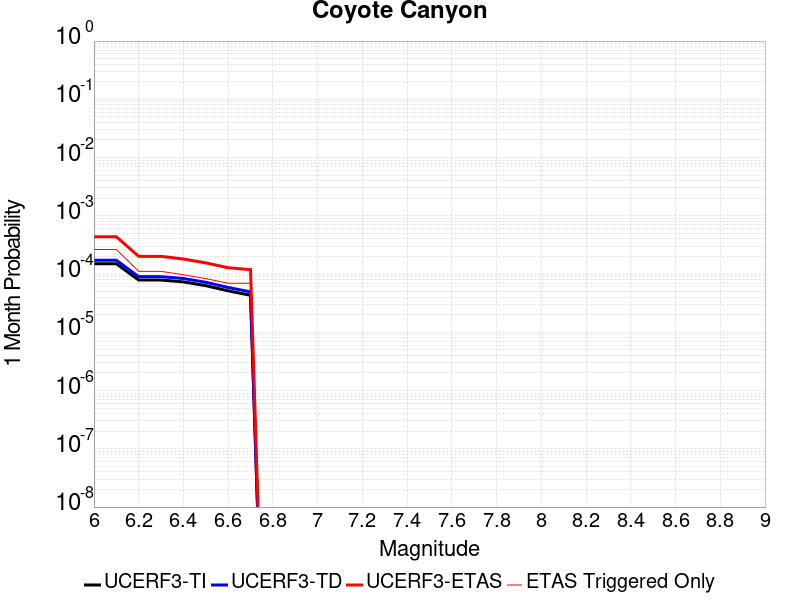 Coyote Canyon
10^0
10^-1
10^-2
10^-3
10^-4
10^-5
10^-6
10^-7
10^-8
1 Month Probability
6 6.2 6.4 6.6 6.8 7 7.2 7.4 7.6 7.8 8 8.2 8.4 8.6 8.8 9
Magnitude
UCERF3-TI UCERF3-TD UCERF3-ETAS ETAS Triggered Only